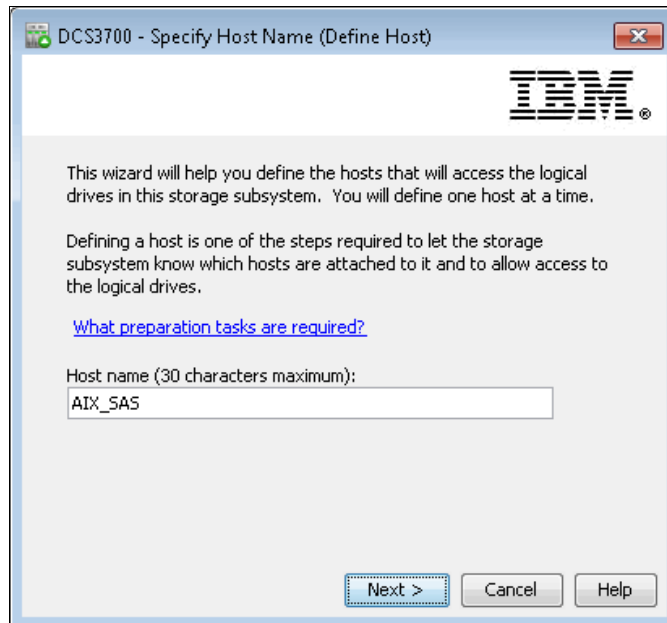 DCS3700 - Specify Host Name (Define Host)
IBM®
This wizard will help you define the hosts that will access the logical
drives in this storage subsystem.  You will define one host at a time.
Defining a host is one of the steps required to let the storage
subsystem know which hosts are attached to it and to allow access to
the logical drives.
What preparation tasks are required?
Host name (30 characters maximum):
AIX_SAS
Next > Cancel Help